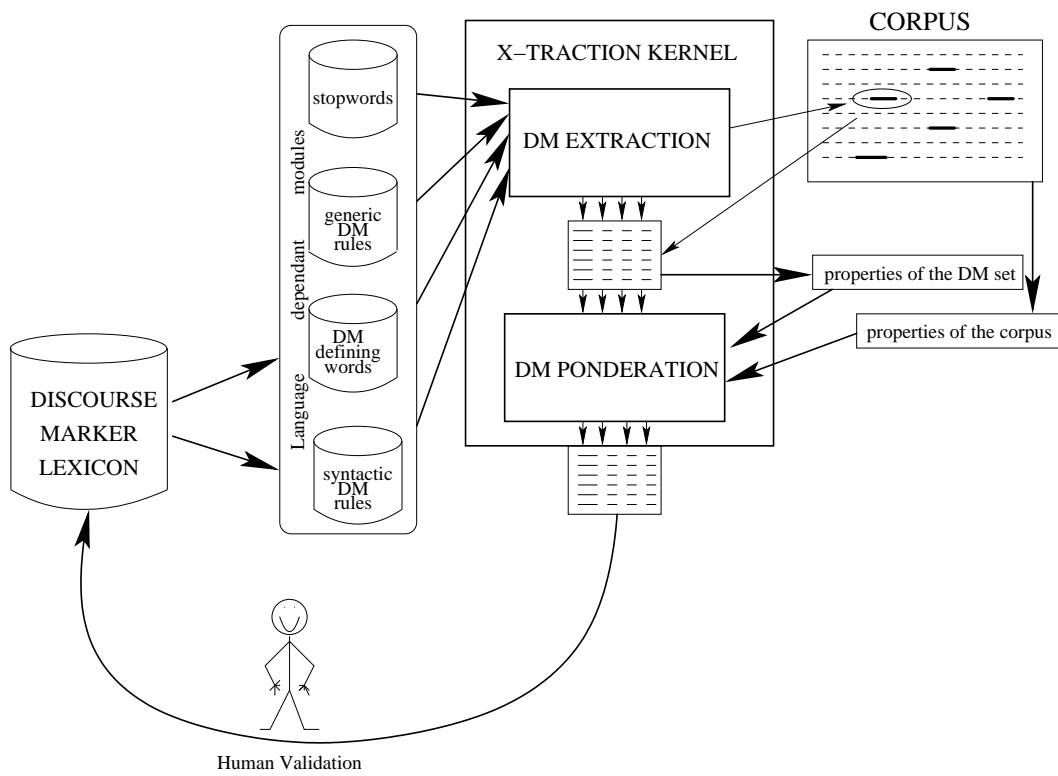 CORPUS
X−TRACTION KERNEL
stopwords
DM EXTRACTION
modules
generic
DM
rules
dependant
properties of the DM set
properties of the corpus
DM
defining
words
DM PONDERATION
Language
DISCOURSE
MARKER
LEXICON
syntactic
DM
rules
Human Validation